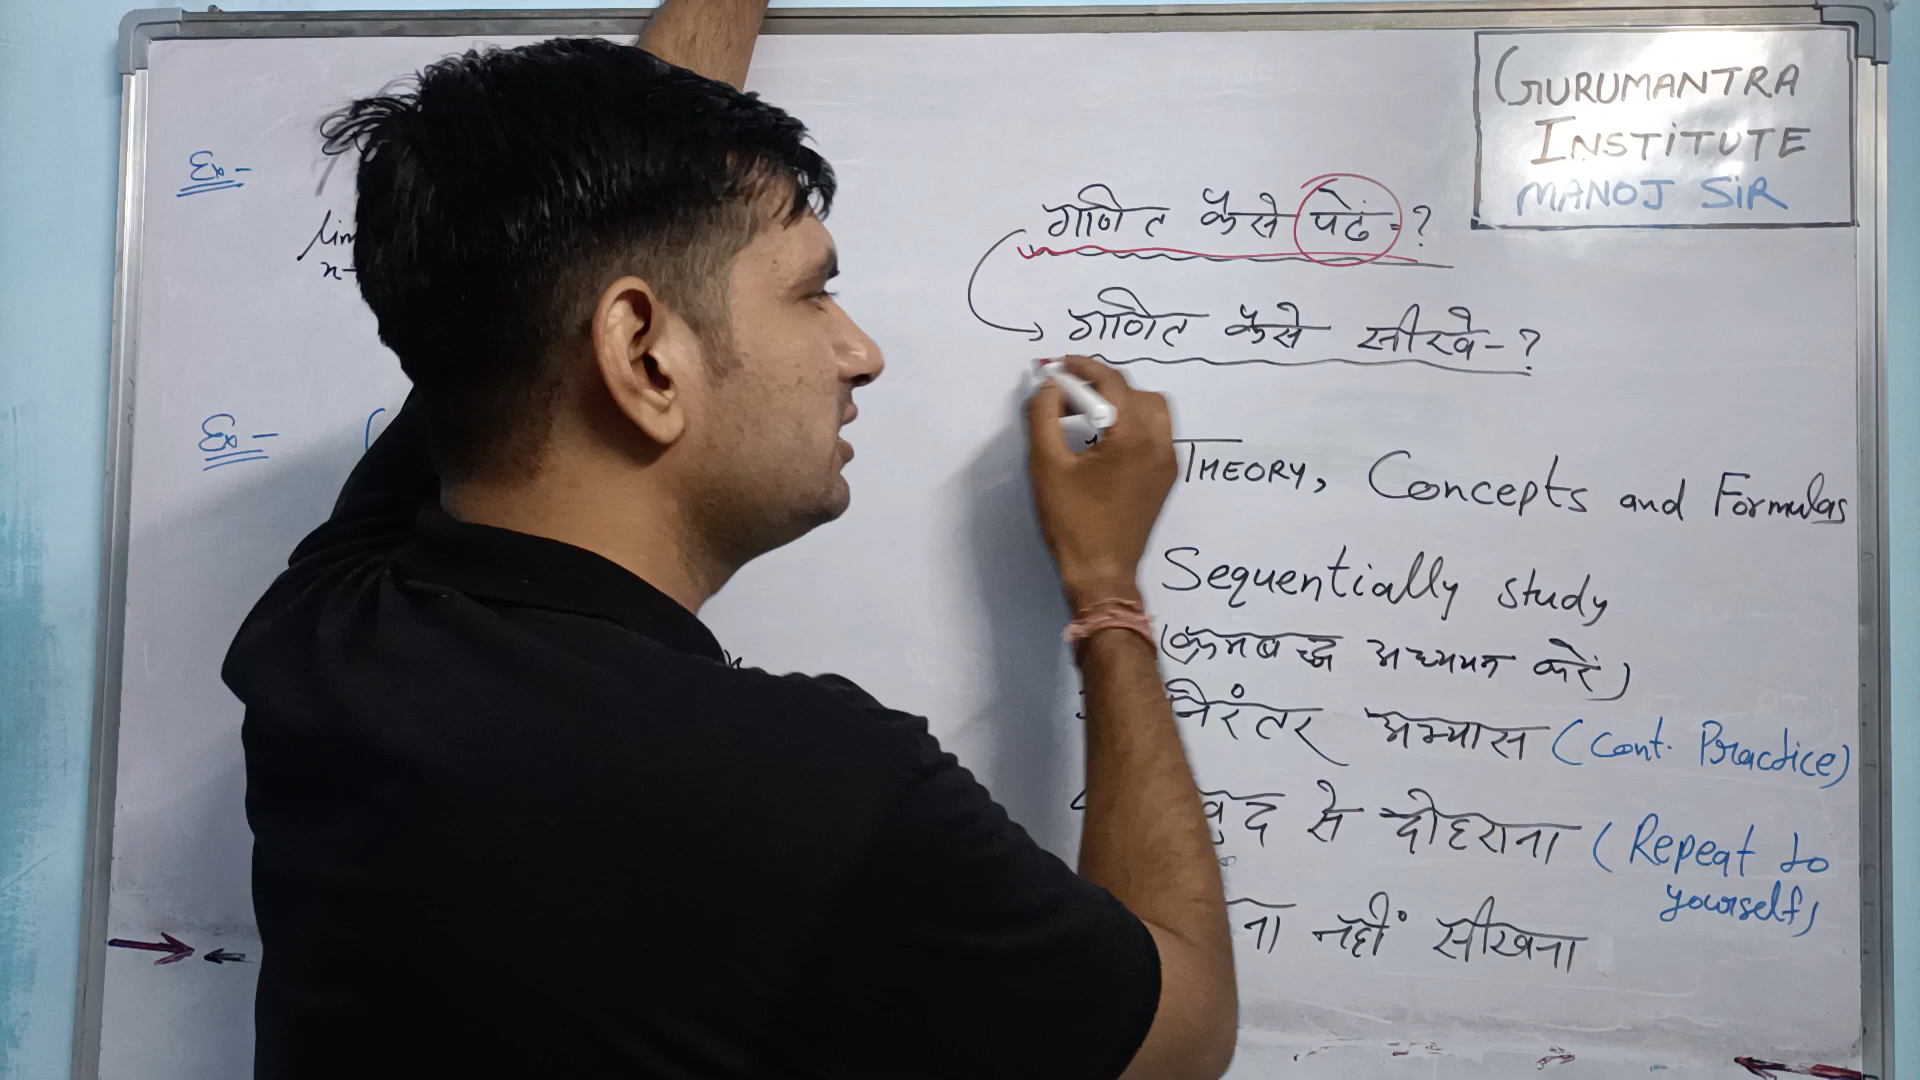 GURUMANTRA
INSTITUTE
MANOJ SIR
Ex-
lim
Ex-
गणित कैसे पढें-?
गणित कैसे सीखे-?
THEORY, Concepts and Formulas
Sequentially study
(क्रमबद्ध अध्ययन करें)
निरंतर अभ्यास (Cont. Practice)
खुद से दोहराना (Repeat to
yourself)
ना नहीं सीखना